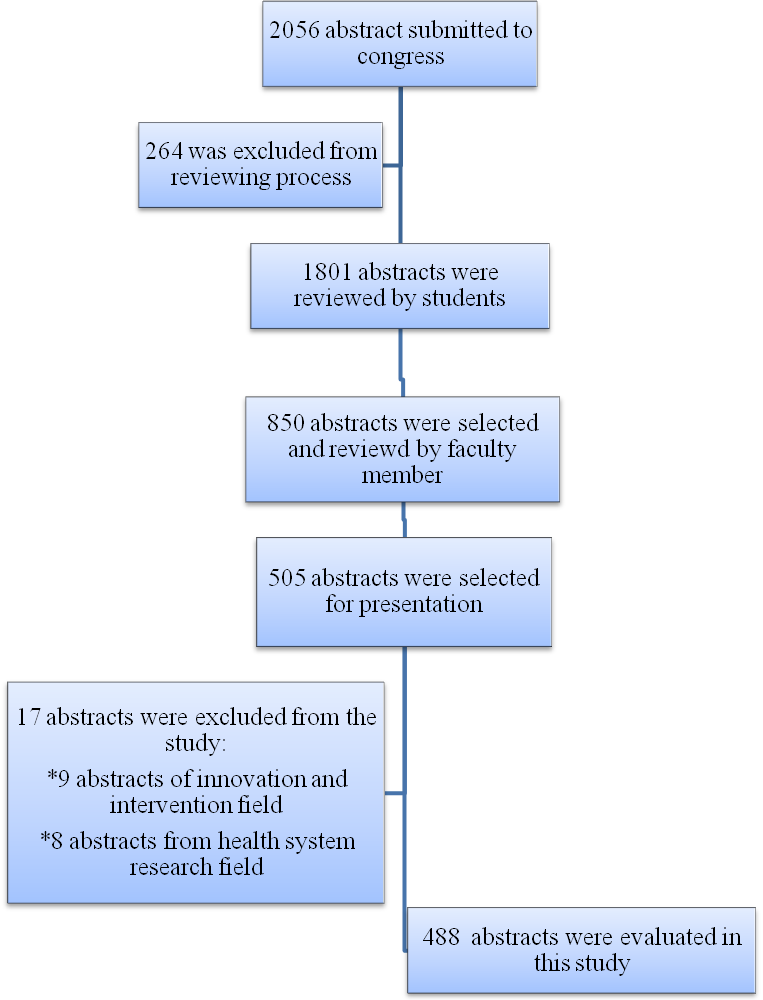 2056 abstract submitted to
congress
264 was excluded from
reviewing process
1801 abstracts were
reviewed by students
850 abstracts were selected
and reviewd by faculty
member
505 abstracts were selected
for presentation
17 abstracts were excluded from the
study:
*9 abstracts of innovation and
intervention field
*8 abstracts from health system
research field
488 abstracts were evaluated in
this study